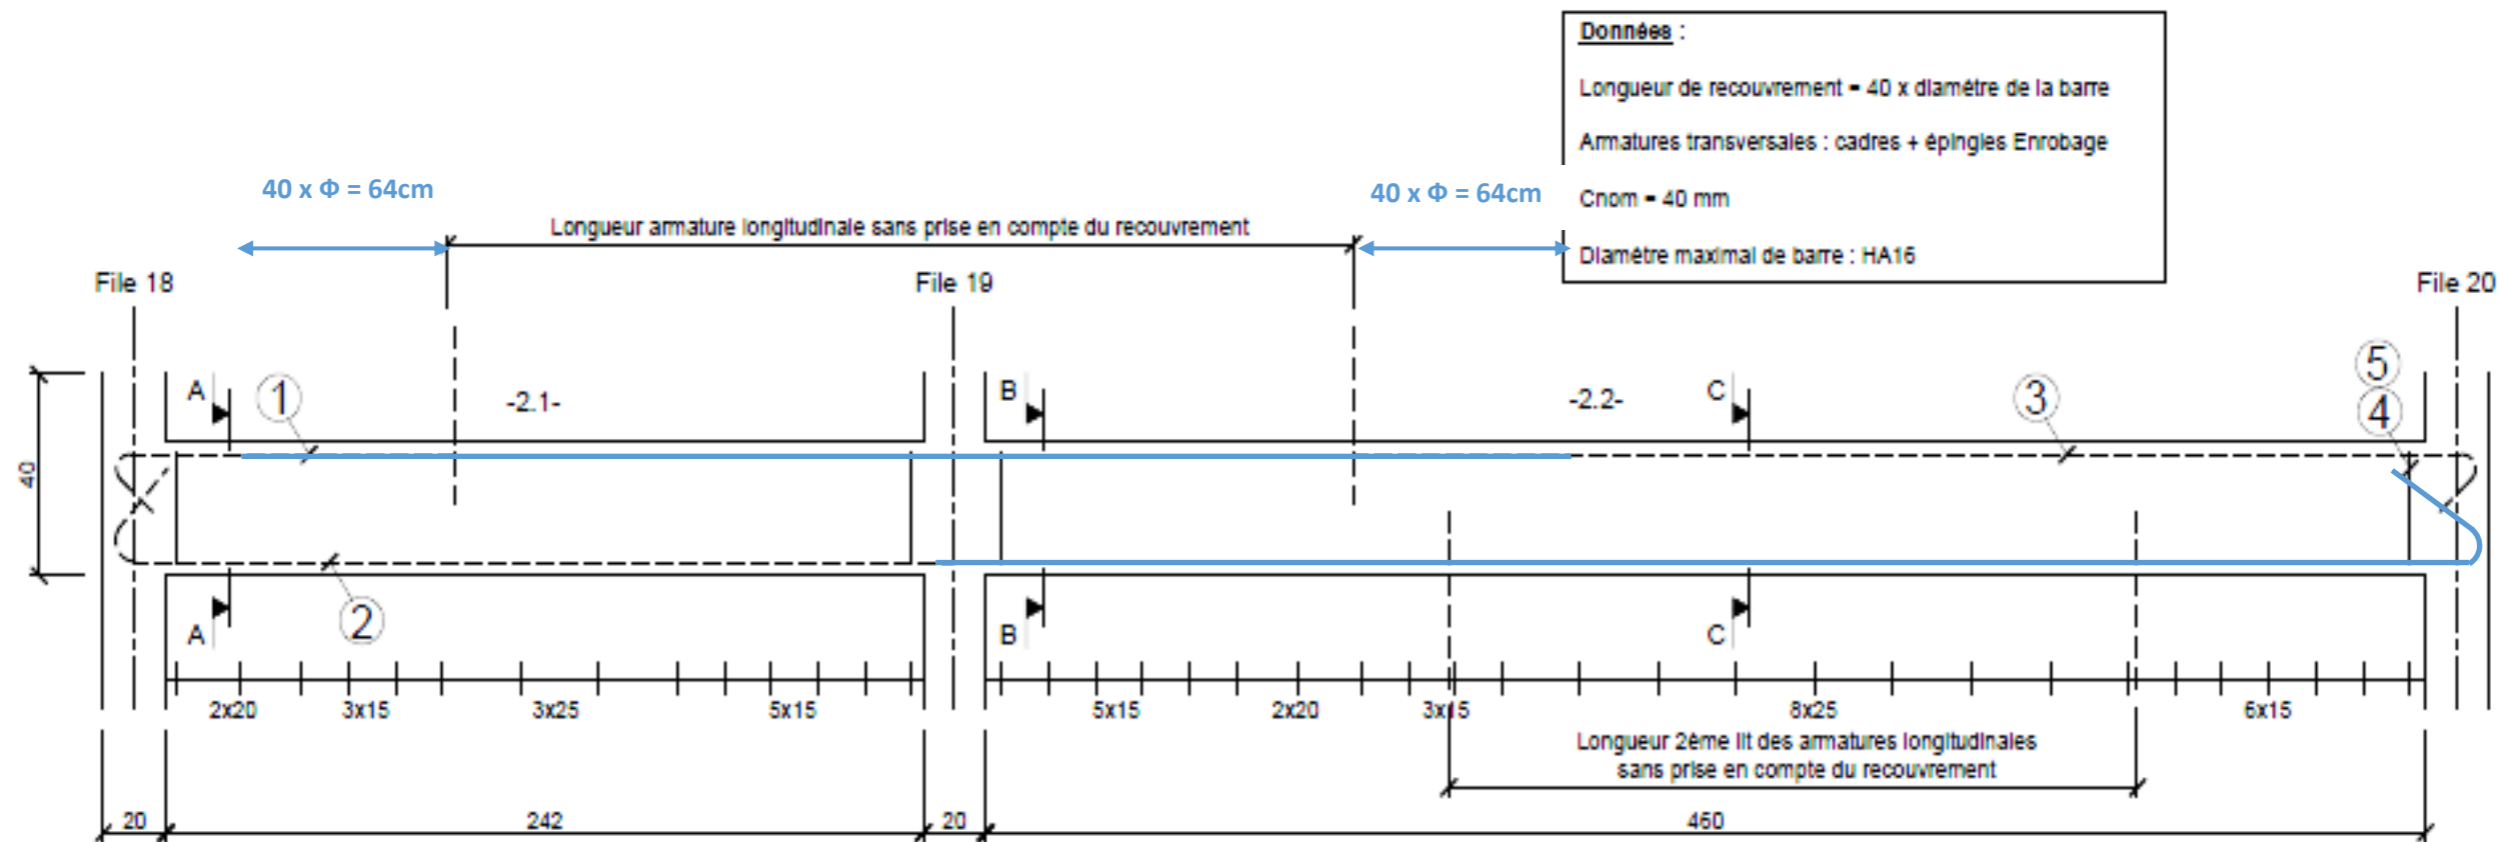 Données :
Longueur de recouvrement = 40 x diamètre de la barre
Armatures transversales : cadres + épingles Enrobage
Cnom = 40 mm
Diamètre maximal de barre : HA16
40 x Φ = 64cm
40 x Φ = 64cm
Longueur armature longitudinale sans prise en compte du recouvrement
File 18
File 19
File 20
A
1
-2.1-
B
-2.2-
C
3
5
4
40
A
2
B
C
2x20
3x15
3x25
5x15
5x15
2x20
3x15
8x25
6x15
Longueur 2ème lit des armatures longitudinales
sans prise en compte du recouvrement
20
242
20
460